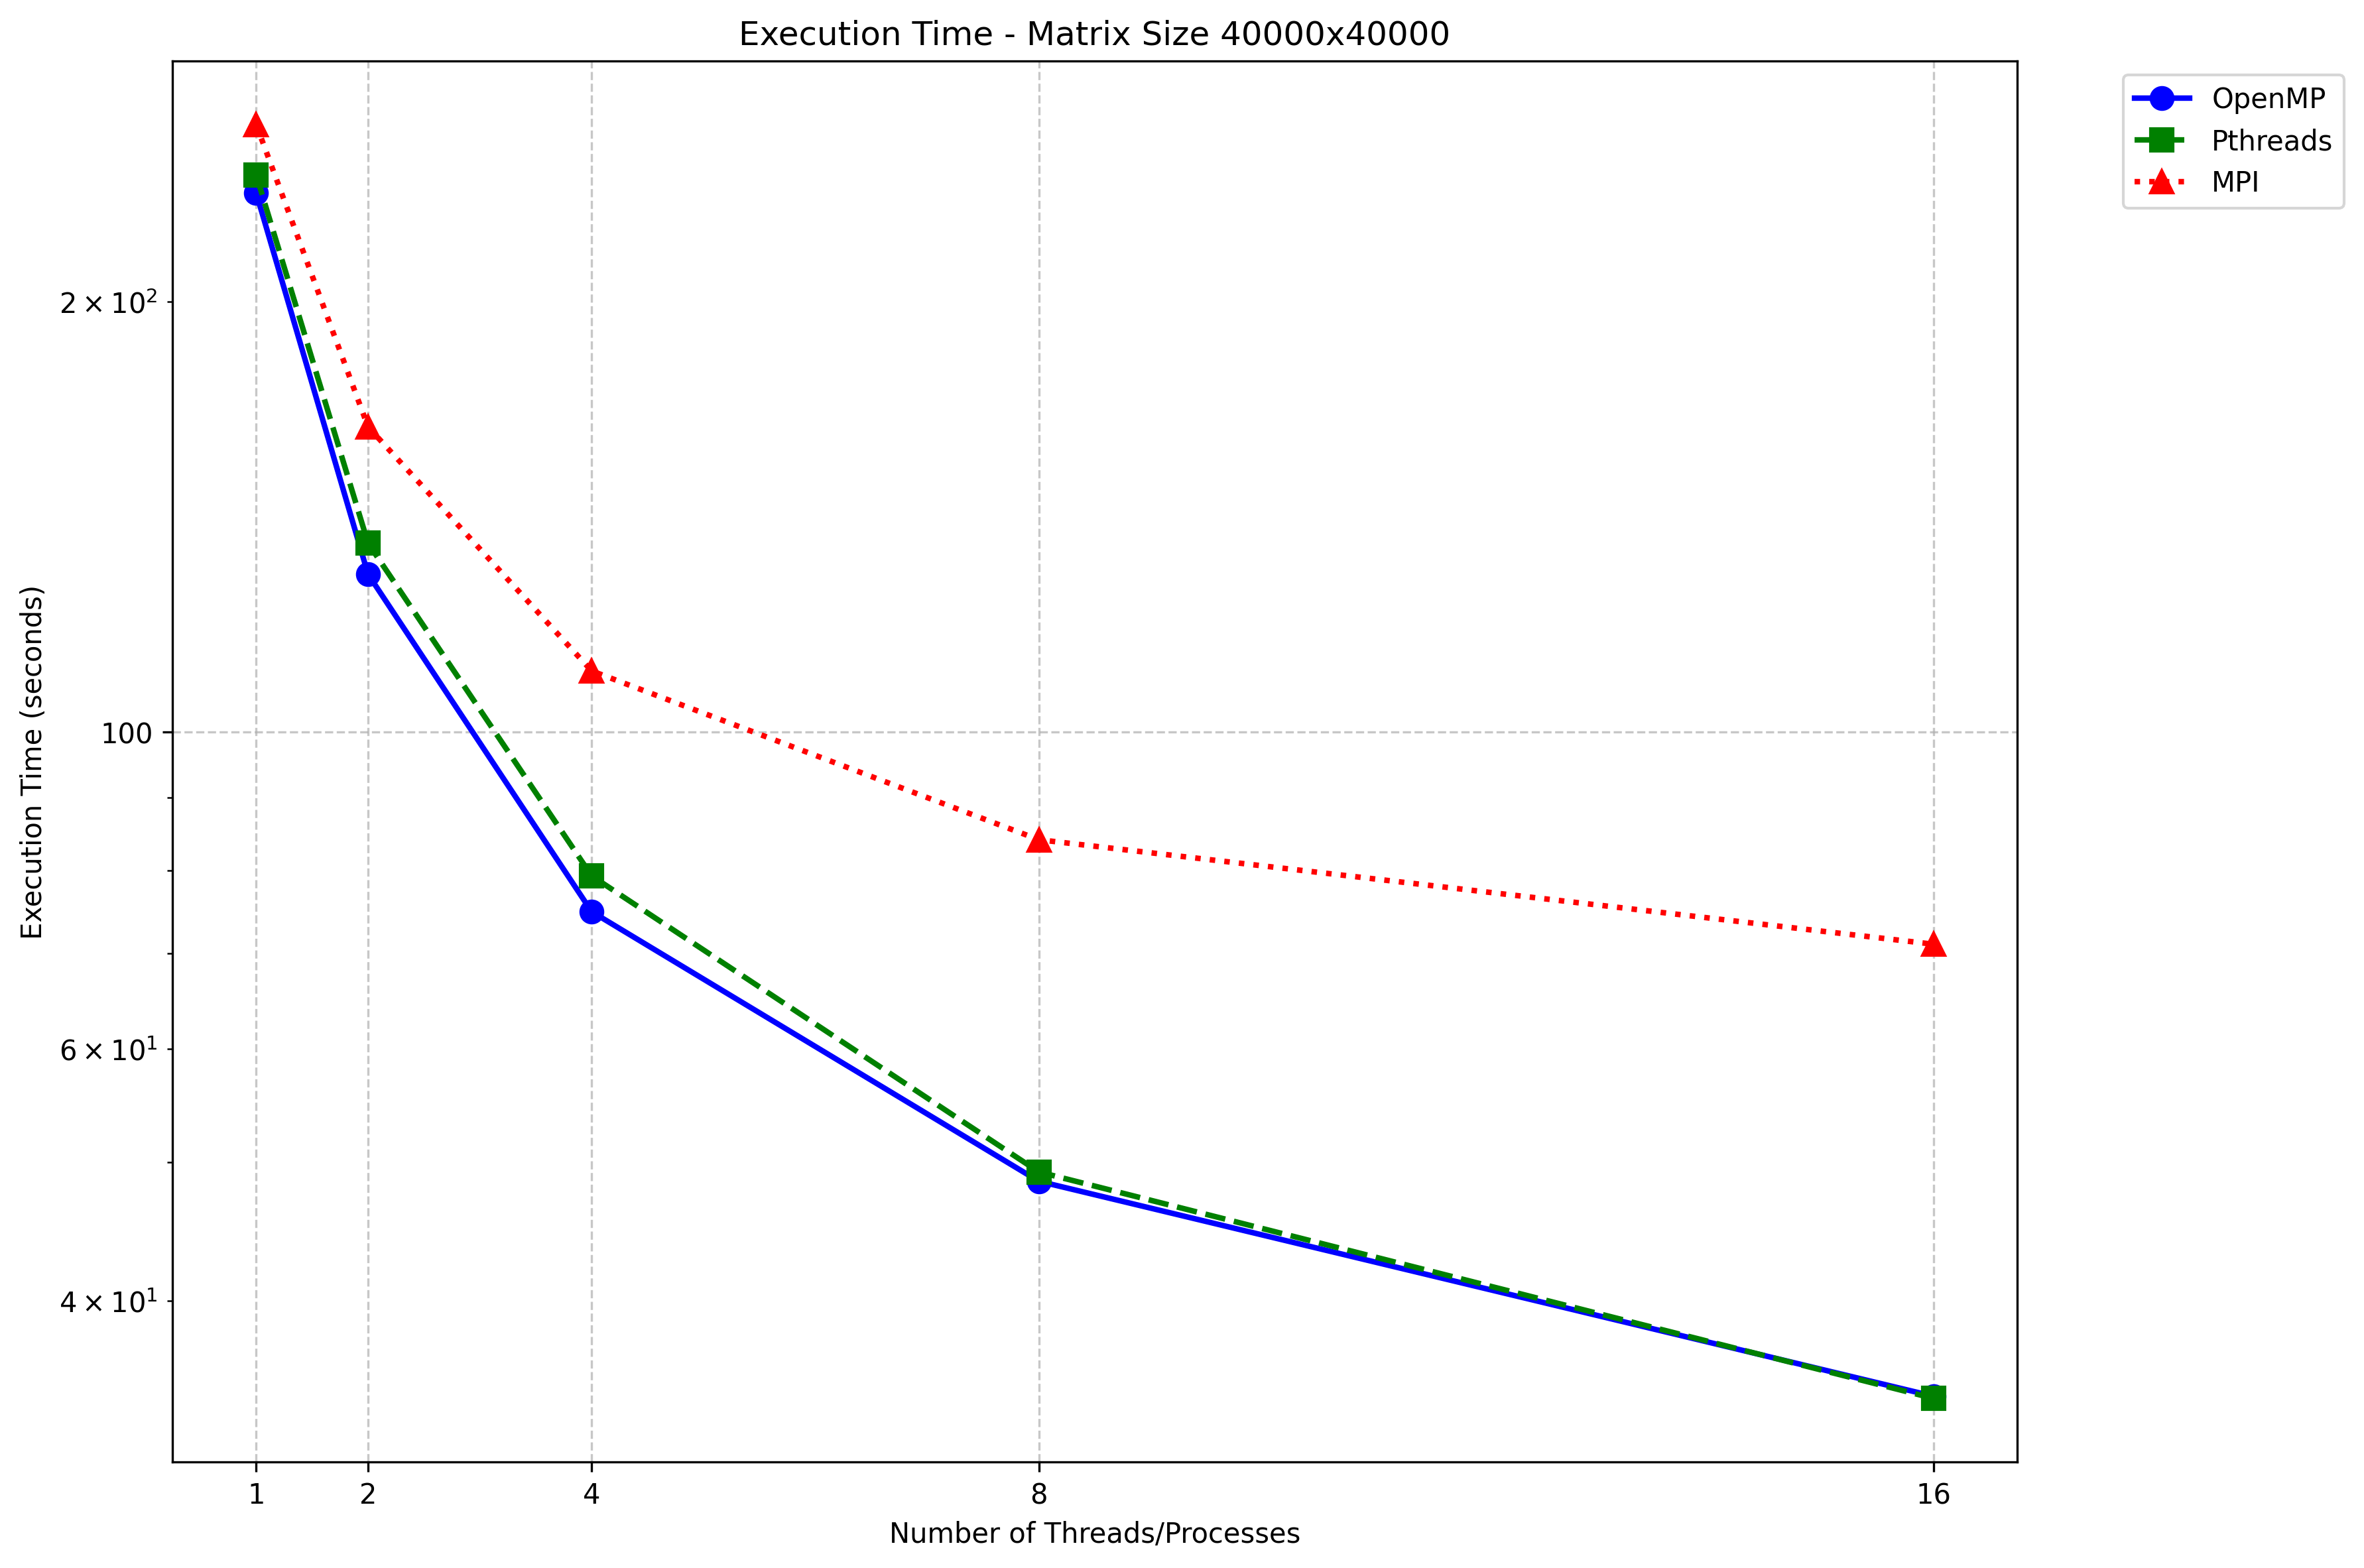 Execution Time - Matrix Size 40000x40000
OpenMP
Pthreads
MPI
2 × 10²
100
6 × 10¹
4 × 10¹
Execution Time (seconds)
1 2 4 8 16
Number of Threads/Processes